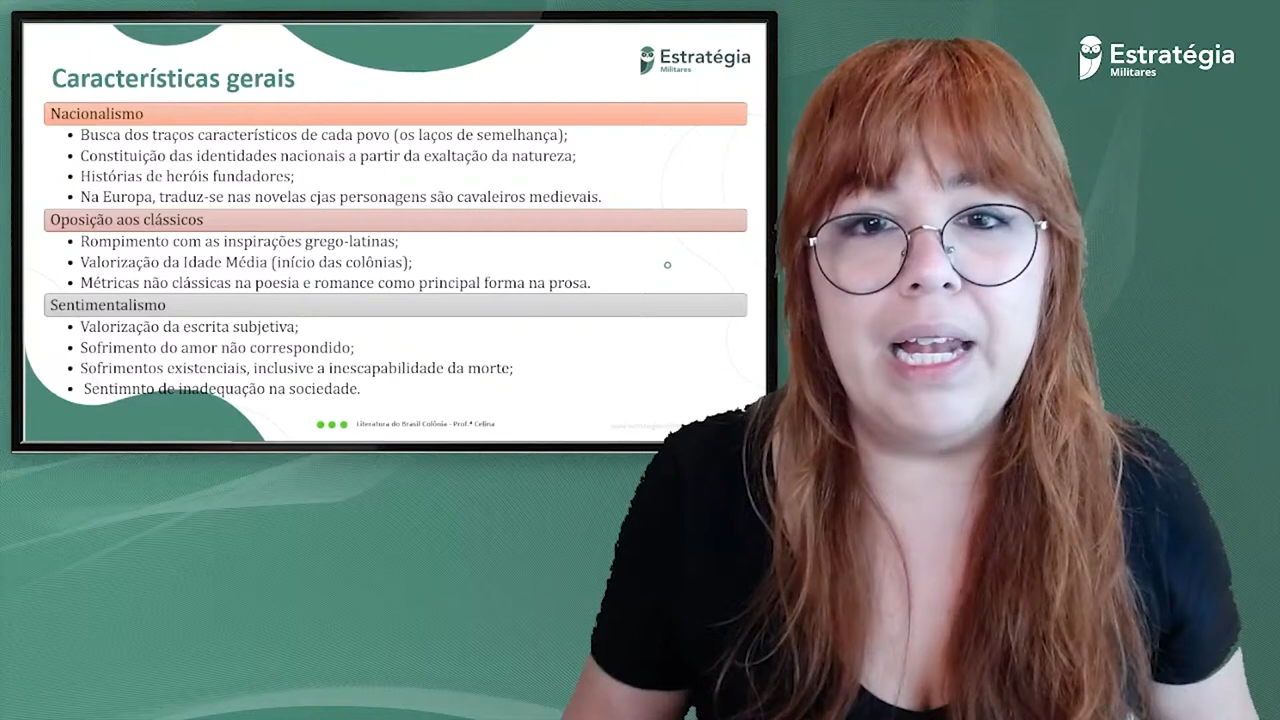 Características gerais
Estratégia
Militares
Nacionalismo
• Busca dos traços característicos de cada povo (os laços de semelhança);
• Constituição das identidades nacionais a partir da exaltação da natureza;
• Histórias de heróis fundadores;
• Na Europa, traduz-se nas novelas cjas personagens são cavaleiros medievais.
Oposição aos clássicos
• Rompimento com as inspirações grego-latinas;
• Valorização da Idade Média (início das colônias);
• Métricas não clássicas na poesia e romance como principal forma na prosa.
Sentimentalismo
• Valorização da escrita subjetiva;
• Sofrimento do amor não correspondido;
• Sofrimentos existenciais, inclusive a inescapabilidade da morte;
• Sentimnto de inadequação na sociedade.
Literatura do Brasil Colônia - Prof.ª Celina
Estratégia
Militares